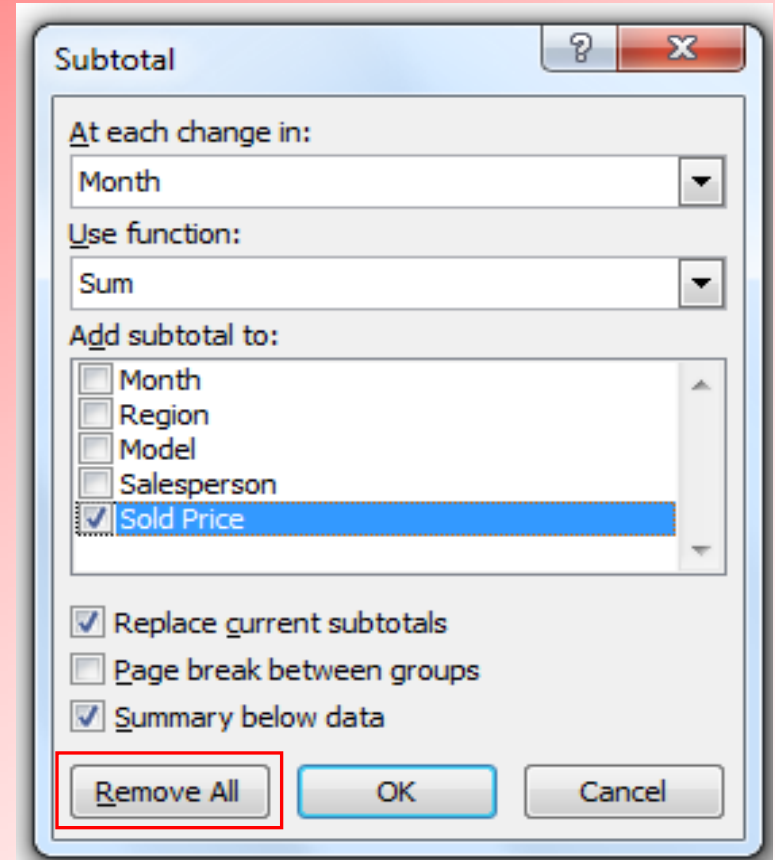 Subtotal
At each change in:
Month
Use function:
Sum
Add subtotal to:
Month
Region
Model
Salesperson
Sold Price
Replace current subtotals
Page break between groups
Summary below data
Remove All OK Cancel